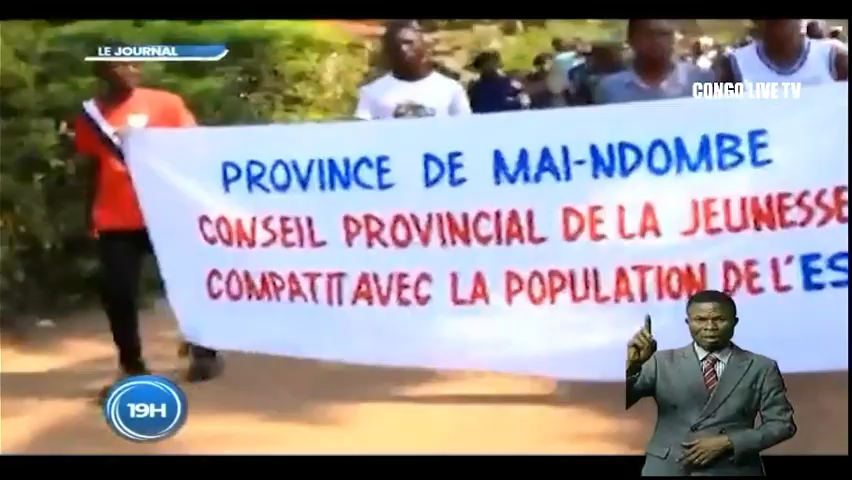 LE JOURNAL
CONGO LIVE TV
PROVINCE DE MAI-NDOMBE
CONSEIL PROVINCIAL DE LA JEUNESSE
COMPATIT AVEC LA POPULATION DE L'ES
19H